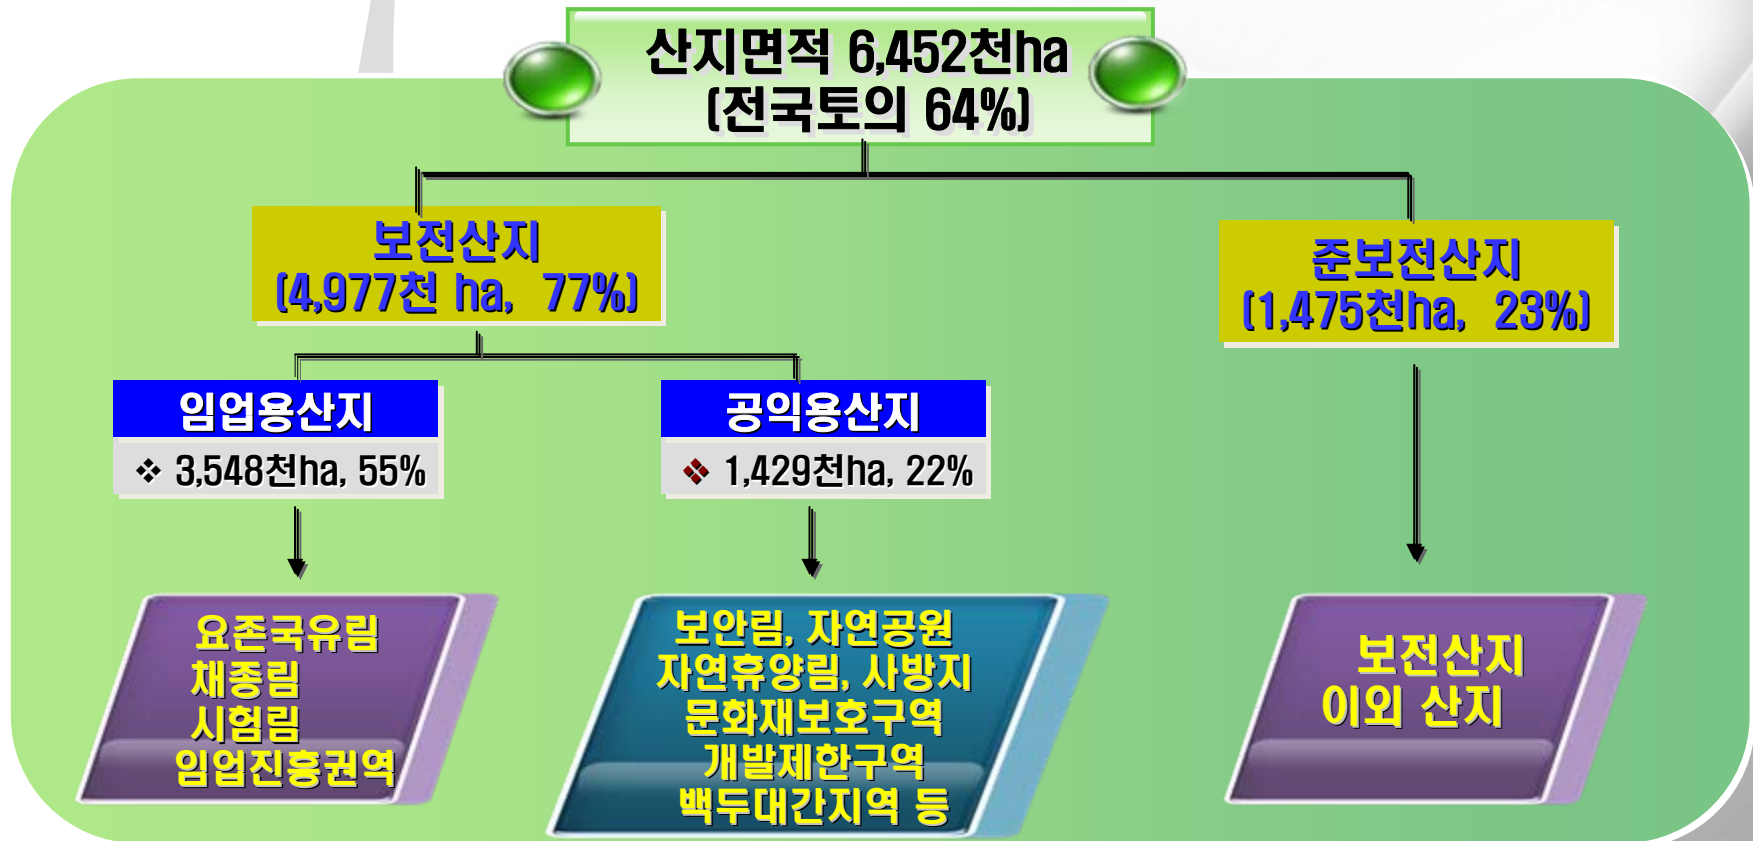 산지면적 6,452천ha
(전국토의 64%)
보전산지
(4,977천 ha, 77%)
준보전산지
(1,475천ha, 23%)
임업용산지
❖ 3,548천ha, 55%
공익용산지
❖ 1,429천ha, 22%
요존국유림
채종림
시험림
임업진흥권역
보안림, 자연공원
자연휴양림, 사방지
문화재보호구역
개발제한구역
백두대간지역 등
보전산지
이외 산지